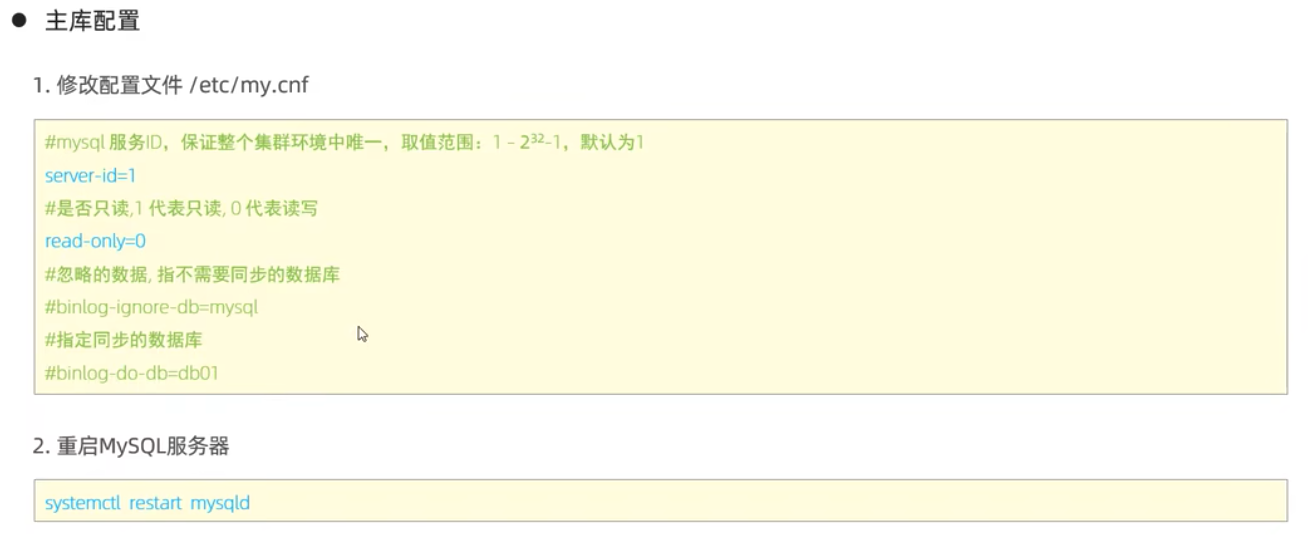 ● 主库配置
1. 修改配置文件 /etc/my.cnf
#mysql 服务ID，保证整个集群环境中唯一，取值范围：1 – 2³²-1，默认为1
server-id=1
#是否只读,1 代表只读, 0 代表读写
read-only=0
#忽略的数据, 指不需要同步的数据库
#binlog-ignore-db=mysql
#指定同步的数据库
#binlog-do-db=db01
2. 重启MySQL服务器
systemctl restart mysqld